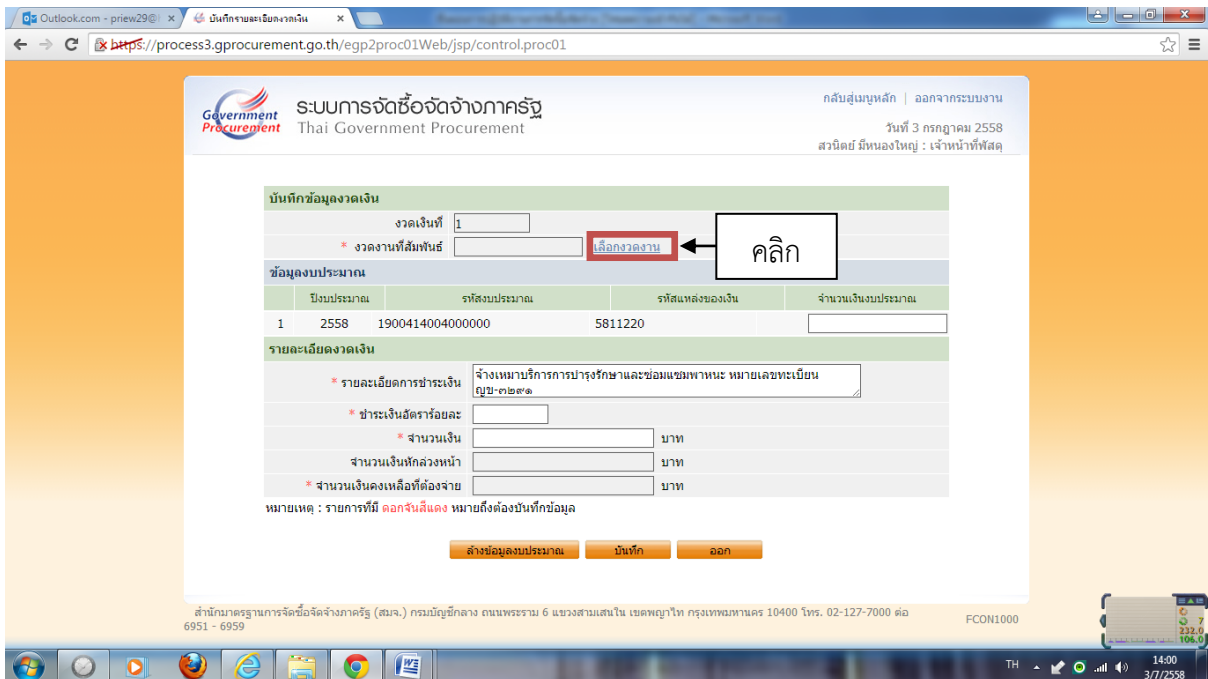 Outlook.com - priew29@
บันทึกรายละเอียดงวดเงิน
https://process3.gprocurement.go.th/egp2proc01Web/jsp/control.proc01
Government
Procurement
ระบบการจัดซื้อจัดจ้างภาครัฐ
Thai Government Procurement
กลับสู่เมนูหลัก | ออกจากระบบงาน
วันที่ 3 กรกฎาคม 2558
สวนิตย์ มีหนองใหญ่ : เจ้าหน้าที่พัสดุ
บันทึกข้อมูลงวดเงิน
งวดเงินที่ 1
* งวดงานที่สัมพันธ์ เลือกงวดงาน
คลิก
ข้อมูลงบประมาณ
ปีงบประมาณ รหัสงบประมาณ รหัสแหล่งของเงิน จำนวนเงินงบประมาณ
1 2558 1900414004000000 5811220
รายละเอียดงวดเงิน
* รายละเอียดการชำระเงิน จ้างเหมาบริการการบำรุงรักษาและซ่อมแซมพาหนะ หมายเลขทะเบียน
ญข-๓๒๙๑
* ชำระเงินอัตราร้อยละ
* จำนวนเงิน บาท
จำนวนเงินหักล่วงหน้า บาท
* จำนวนเงินคงเหลือที่ต้องจ่าย บาท
หมายเหตุ : รายการที่มี ดอกจันสีแดง หมายถึงต้องบันทึกข้อมูล
ล้างข้อมูลงบประมาณ บันทึก ออก
สำนักมาตรฐานการจัดซื้อจัดจ้างภาครัฐ (สมจ.) กรมบัญชีกลาง ถนนพระราม 6 แขวงสามเสนใน เขตพญาไท กรุงเทพมหานคร 10400 โทร. 02-127-7000 ต่อ
6951 - 6959
FCON1000
7
232.0
106.0
TH
14:00
3/7/2558